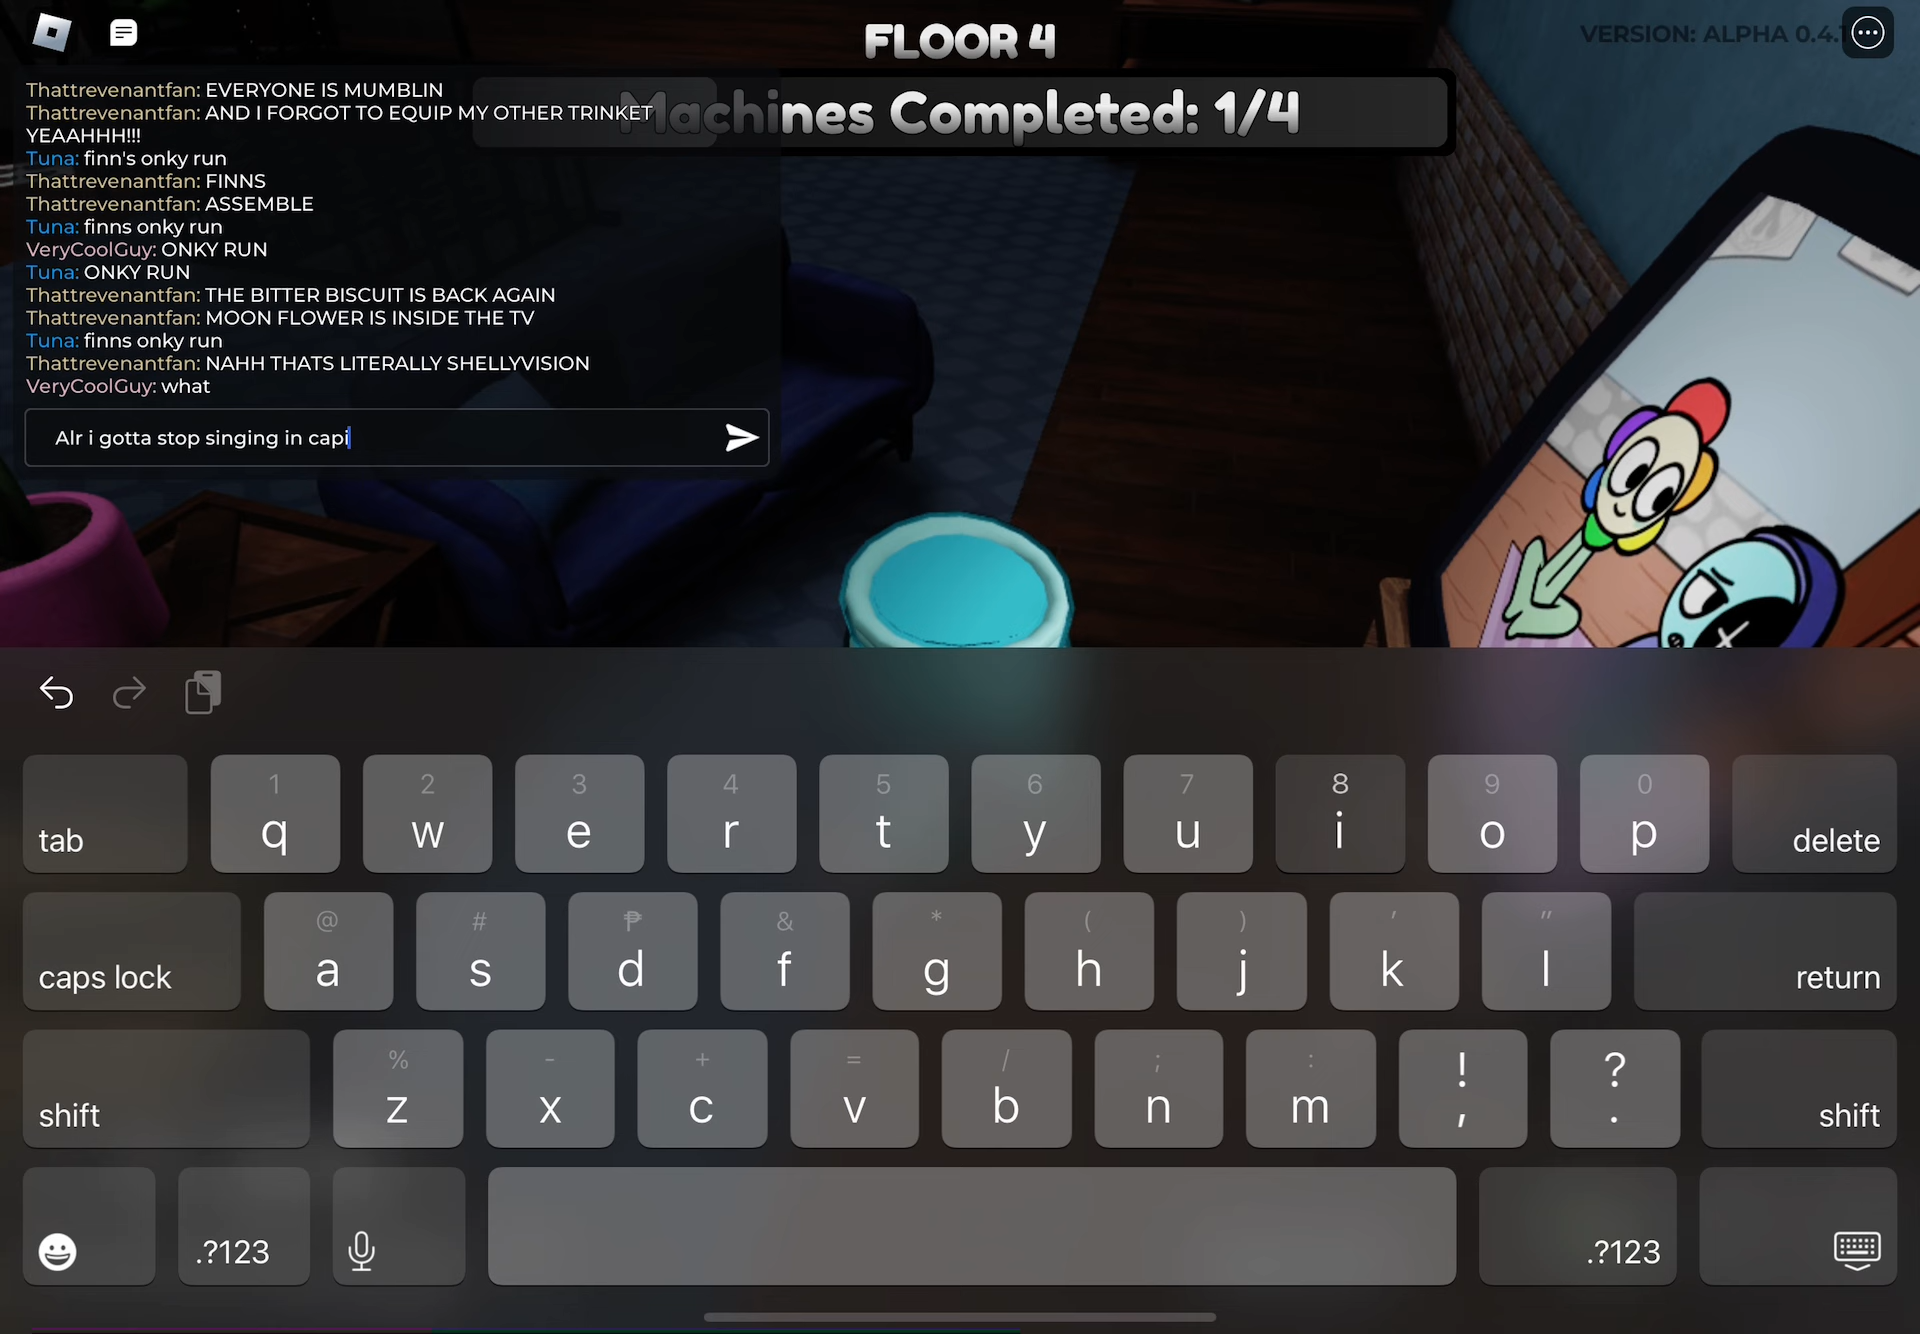 FLOOR 4
VERSION: ALPHA 0.4.
Machines Completed: 1/4
Thattrevenantfan: EVERYONE IS MUMBLIN
Thattrevenantfan: AND I FORGOT TO EQUIP MY OTHER TRINKET
YEAAHHH!!!
Tuna: finn's onky run
Thattrevenantfan: FINNS
Thattrevenantfan: ASSEMBLE
Tuna: finns onky run
VeryCoolGuy: ONKY RUN
Tuna: ONKY RUN
Thattrevenantfan: THE BITTER BISCUIT IS BACK AGAIN
Thattrevenantfan: MOON FLOWER IS INSIDE THE TV
Tuna: finns onky run
Thattrevenantfan: NAHH THATS LITERALLY SHELLYVISION
VeryCoolGuy: what
Alr i gotta stop singing in capi
1 2 3 4 5 6 7 8 9 0
tab q w e r t y u i o p delete
@ # ₱ & * ( ) ' "
caps lock a s d f g h j k l return
% - + = / ; : ! ?
shift z x c v b n m , . shift
.?123 .?123